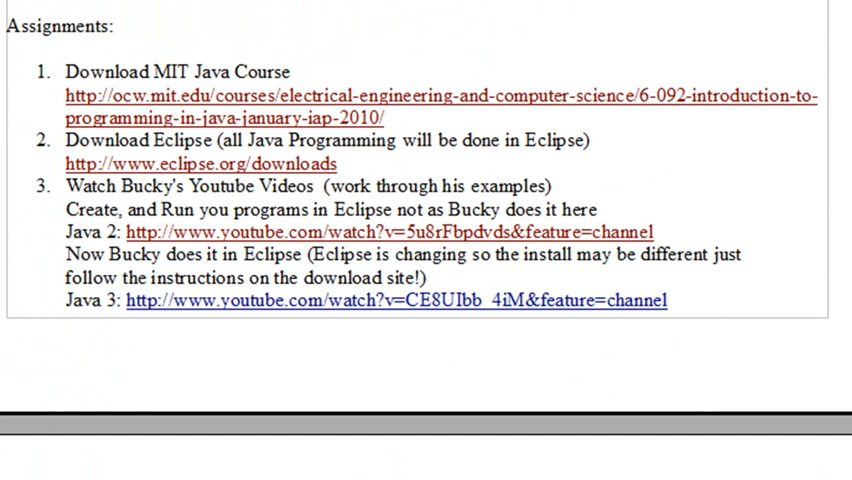 Assignments:
1. Download MIT Java Course
http://ocw.mit.edu/courses/electrical-engineering-and-computer-science/6-092-introduction-to-
programming-in-java-january-iap-2010/
2. Download Eclipse (all Java Programming will be done in Eclipse)
http://www.eclipse.org/downloads
3. Watch Bucky's Youtube Videos (work through his examples)
Create, and Run you programs in Eclipse not as Bucky does it here
Java 2: http://www.youtube.com/watch?v=5u8rFbpdvds&feature=channel
Now Bucky does it in Eclipse (Eclipse is changing so the install may be different just
follow the instructions on the download site!)
Java 3: http://www.youtube.com/watch?v=CE8UIbb_4iM&feature=channel